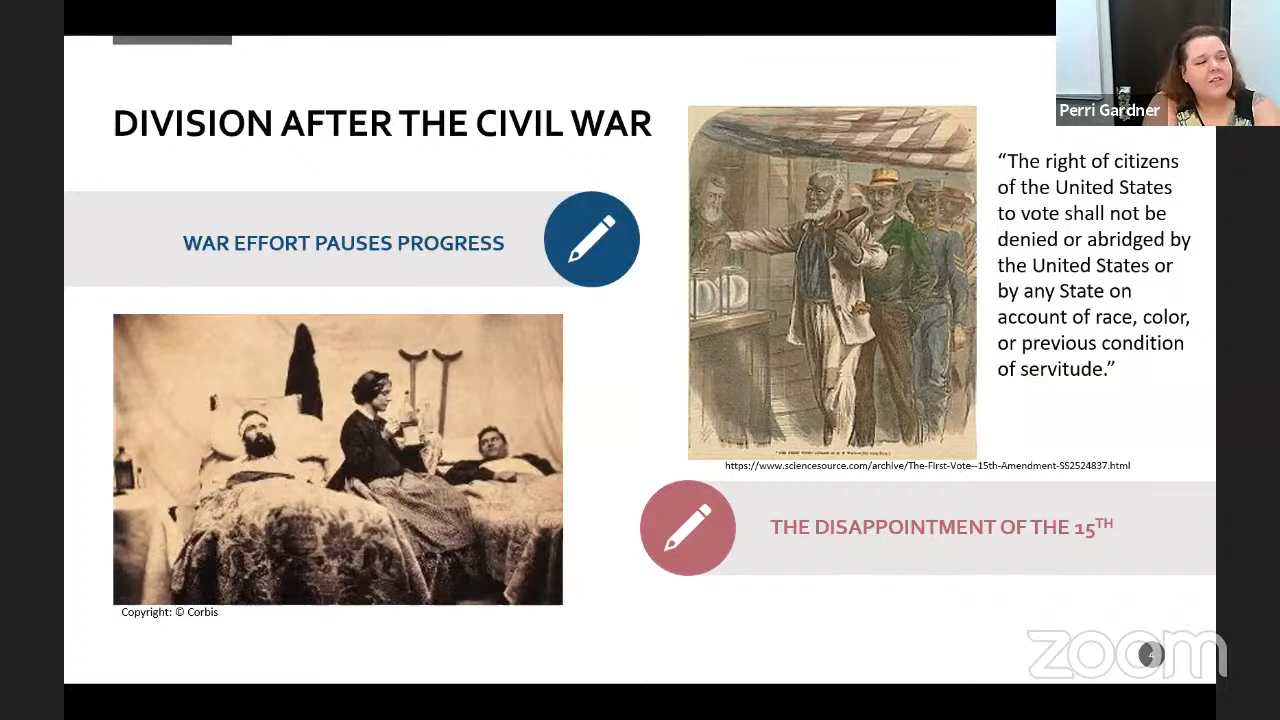 DIVISION AFTER THE CIVIL WAR
WAR EFFORT PAUSES PROGRESS
Copyright: © Corbis
“The right of citizens
of the United States
to vote shall not be
denied or abridged by
the United States or
by any State on
account of race, color,
or previous condition
of servitude.”
https://www.sciencesource.com/archive/The-First-Vote--15th-Amendment-SS2524837.html
THE DISAPPOINTMENT OF THE 15TH
Perri Gardner
zoom
4